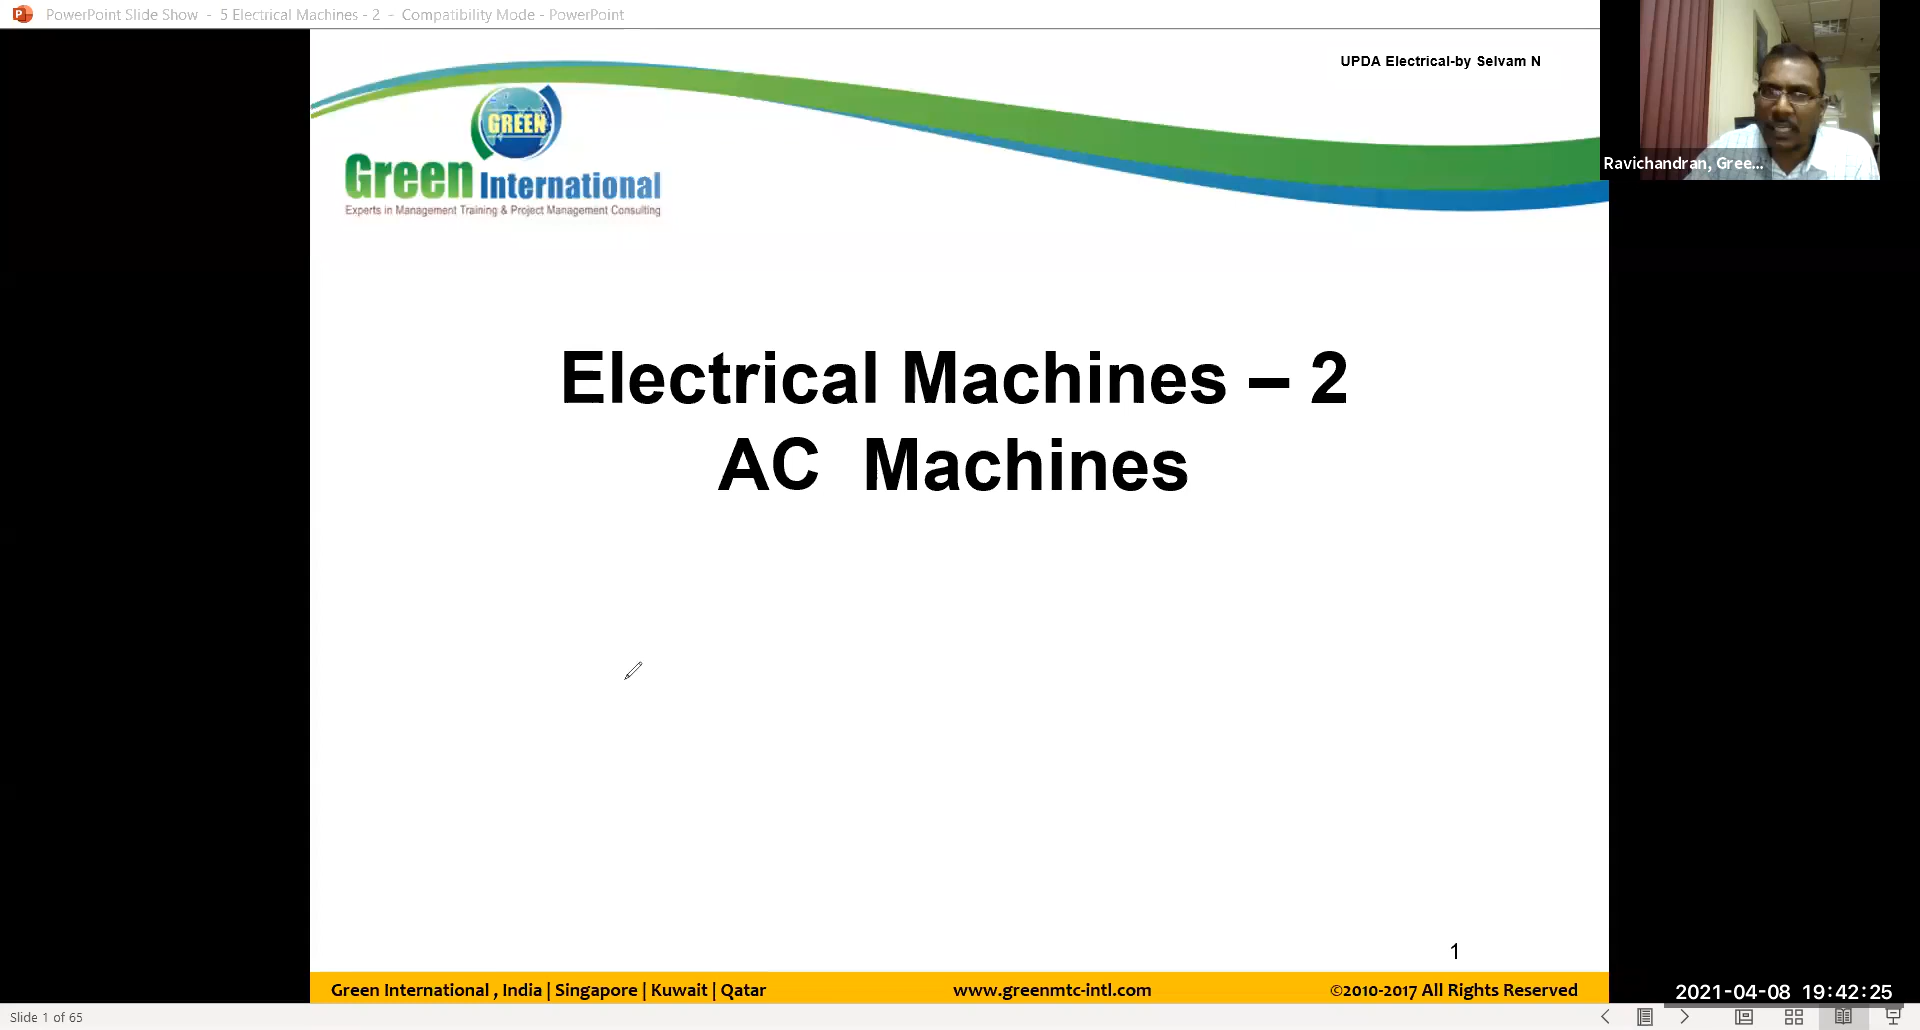 PowerPoint Slide Show - 5 Electrical Machines - 2 - Compatibility Mode - PowerPoint
UPDA Electrical-by Selvam N
GREEN
Green International
Experts in Management Training & Project Management Consulting
Ravichandran, Gree...
Electrical Machines – 2
AC Machines
1
Green International , India | Singapore | Kuwait | Qatar
www.greenmtc-intl.com
©2010-2017 All Rights Reserved
2021-04-08 19:42:25
Slide 1 of 65